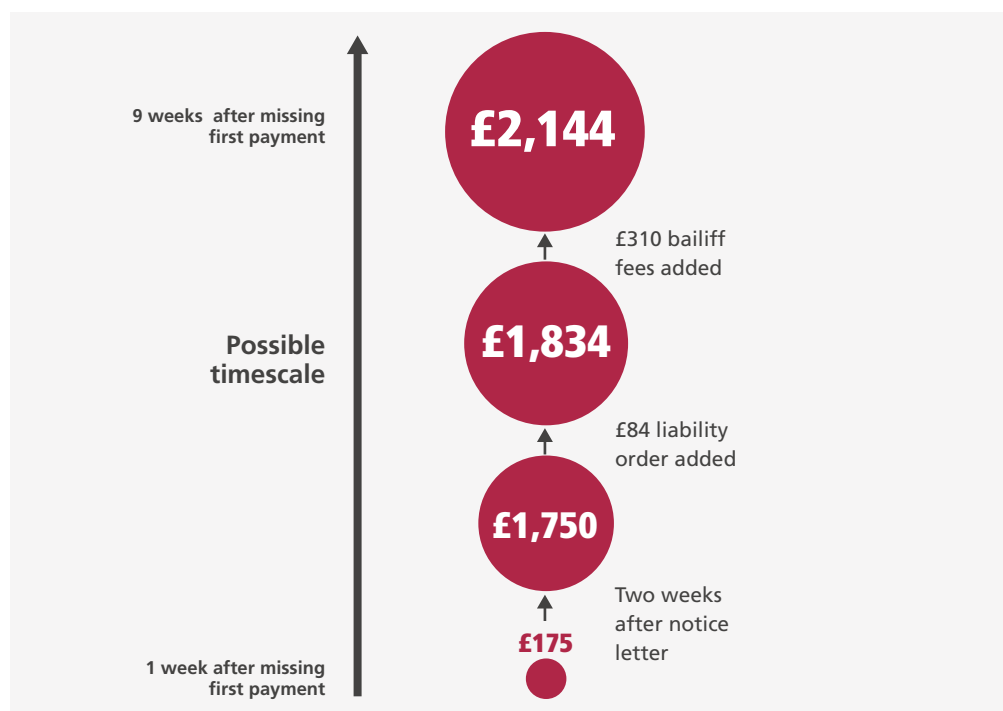 9 weeks  after missing
first payment
£2,144
£310 bailiff
fees added
Possible
timescale
£1,834
£84 liability
order added
£1,750
Two weeks
after notice
letter
£175
1 week after missing
first payment